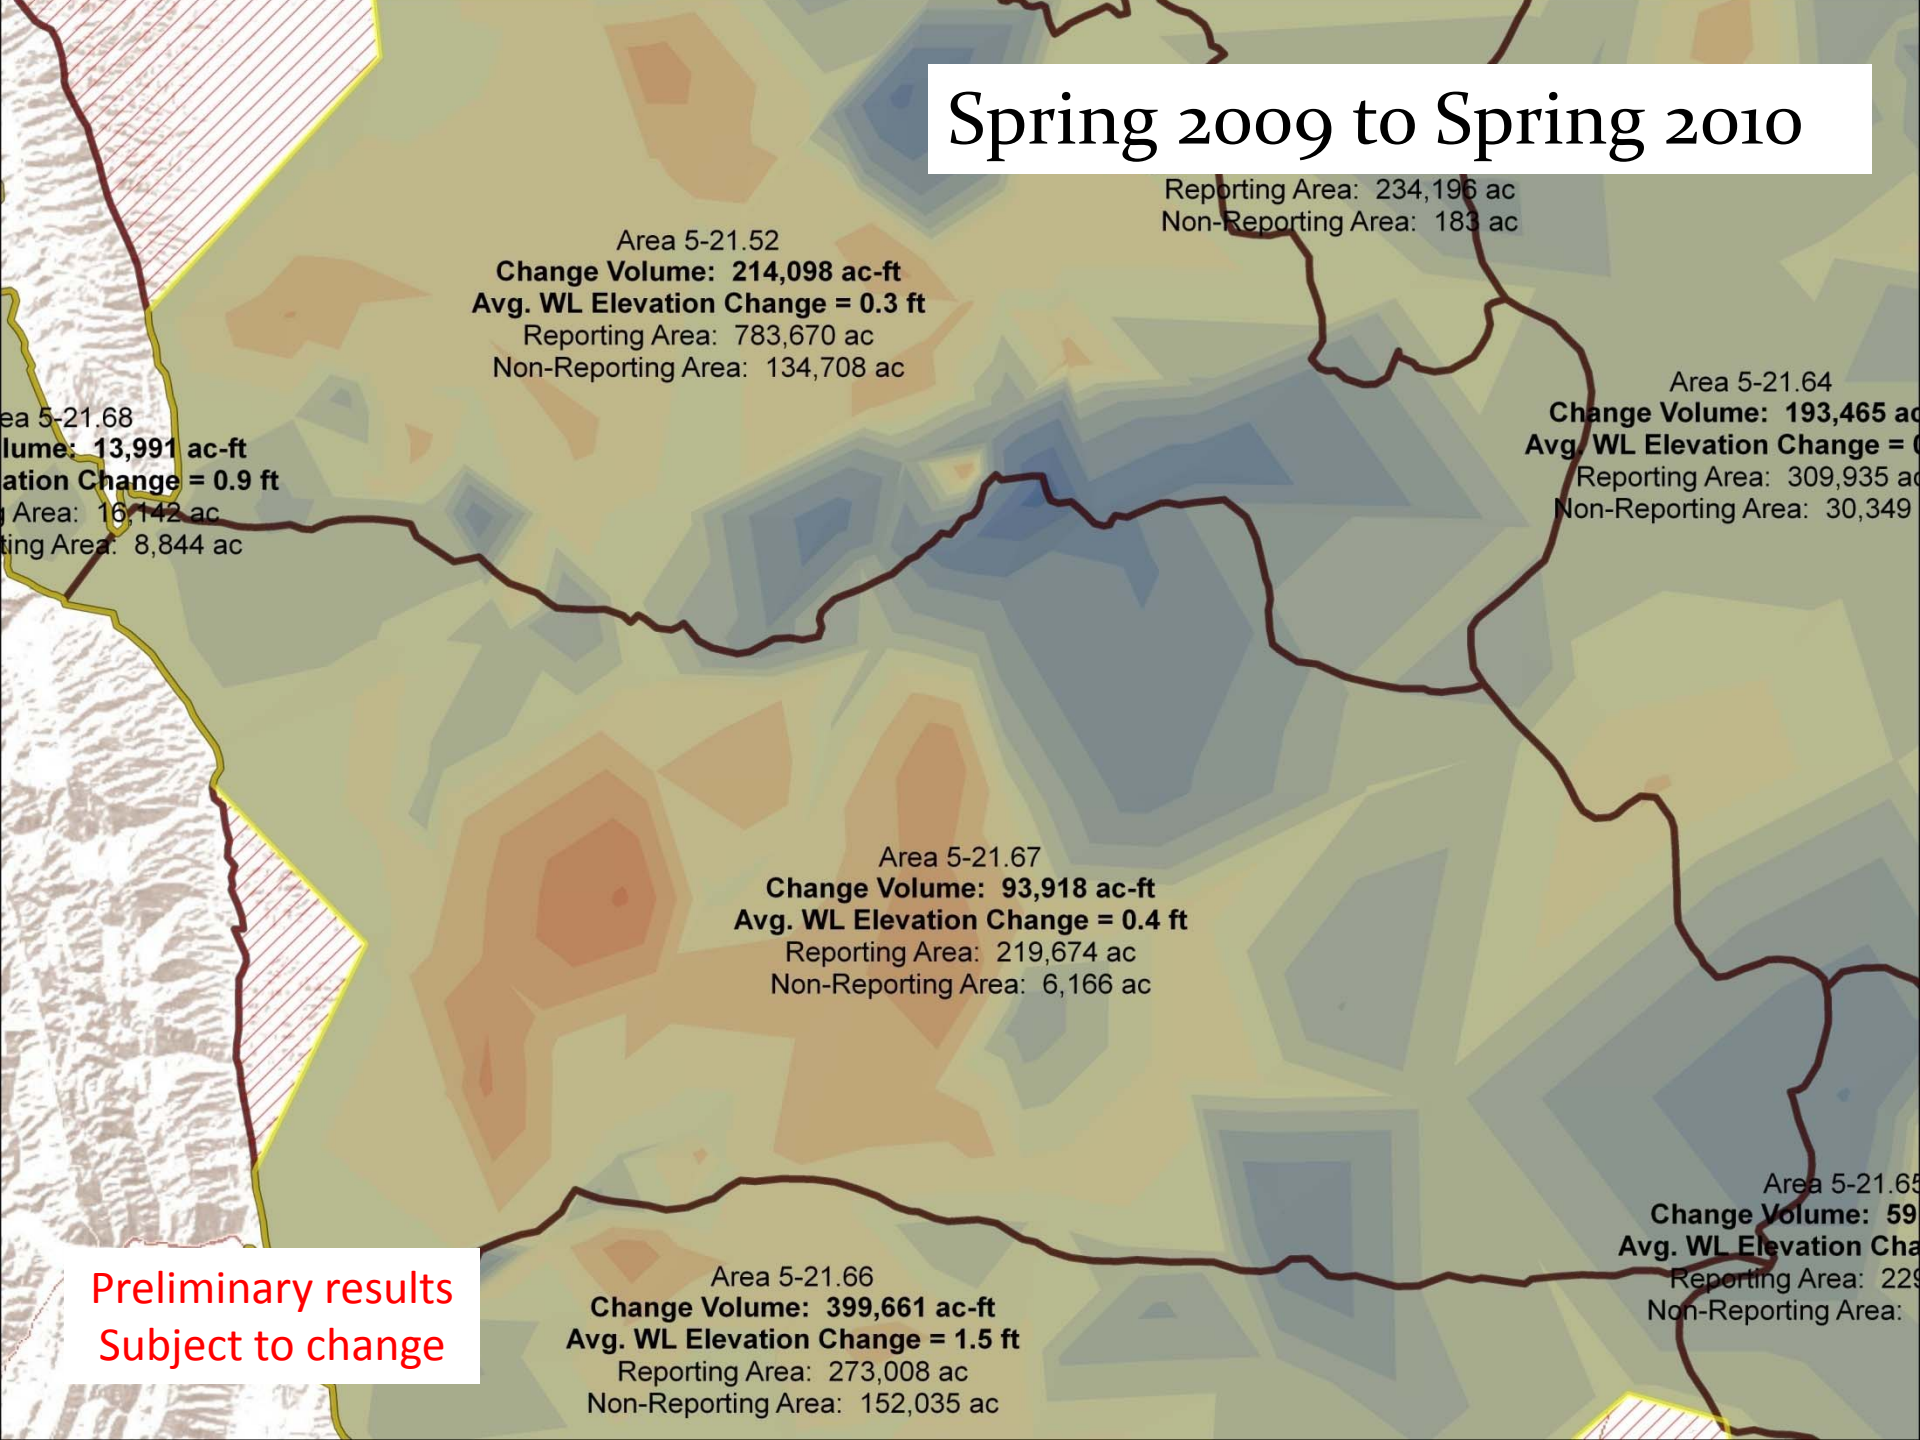 Spring 2009 to Spring 2010
Reporting Area: 234,196 ac
Non-Reporting Area: 183 ac
Area 5-21.52
Change Volume: 214,098 ac-ft
Avg. WL Elevation Change = 0.3 ft
Reporting Area: 783,670 ac
Non-Reporting Area: 134,708 ac
Area 5-21.64
Change Volume: 193,465 ac
Avg. WL Elevation Change =
Reporting Area: 309,935 ac
Non-Reporting Area: 30,349
ea 5-21.68
lume: 13,991 ac-ft
ation Change = 0.9 ft
g Area: 16,142 ac
ting Area: 8,844 ac
Area 5-21.67
Change Volume: 93,918 ac-ft
Avg. WL Elevation Change = 0.4 ft
Reporting Area: 219,674 ac
Non-Reporting Area: 6,166 ac
Area 5-21.65
Change Volume: 59
Avg. WL Elevation Cha
Reporting Area: 229
Non-Reporting Area:
Area 5-21.66
Change Volume: 399,661 ac-ft
Avg. WL Elevation Change = 1.5 ft
Reporting Area: 273,008 ac
Non-Reporting Area: 152,035 ac
Preliminary results
Subject to change